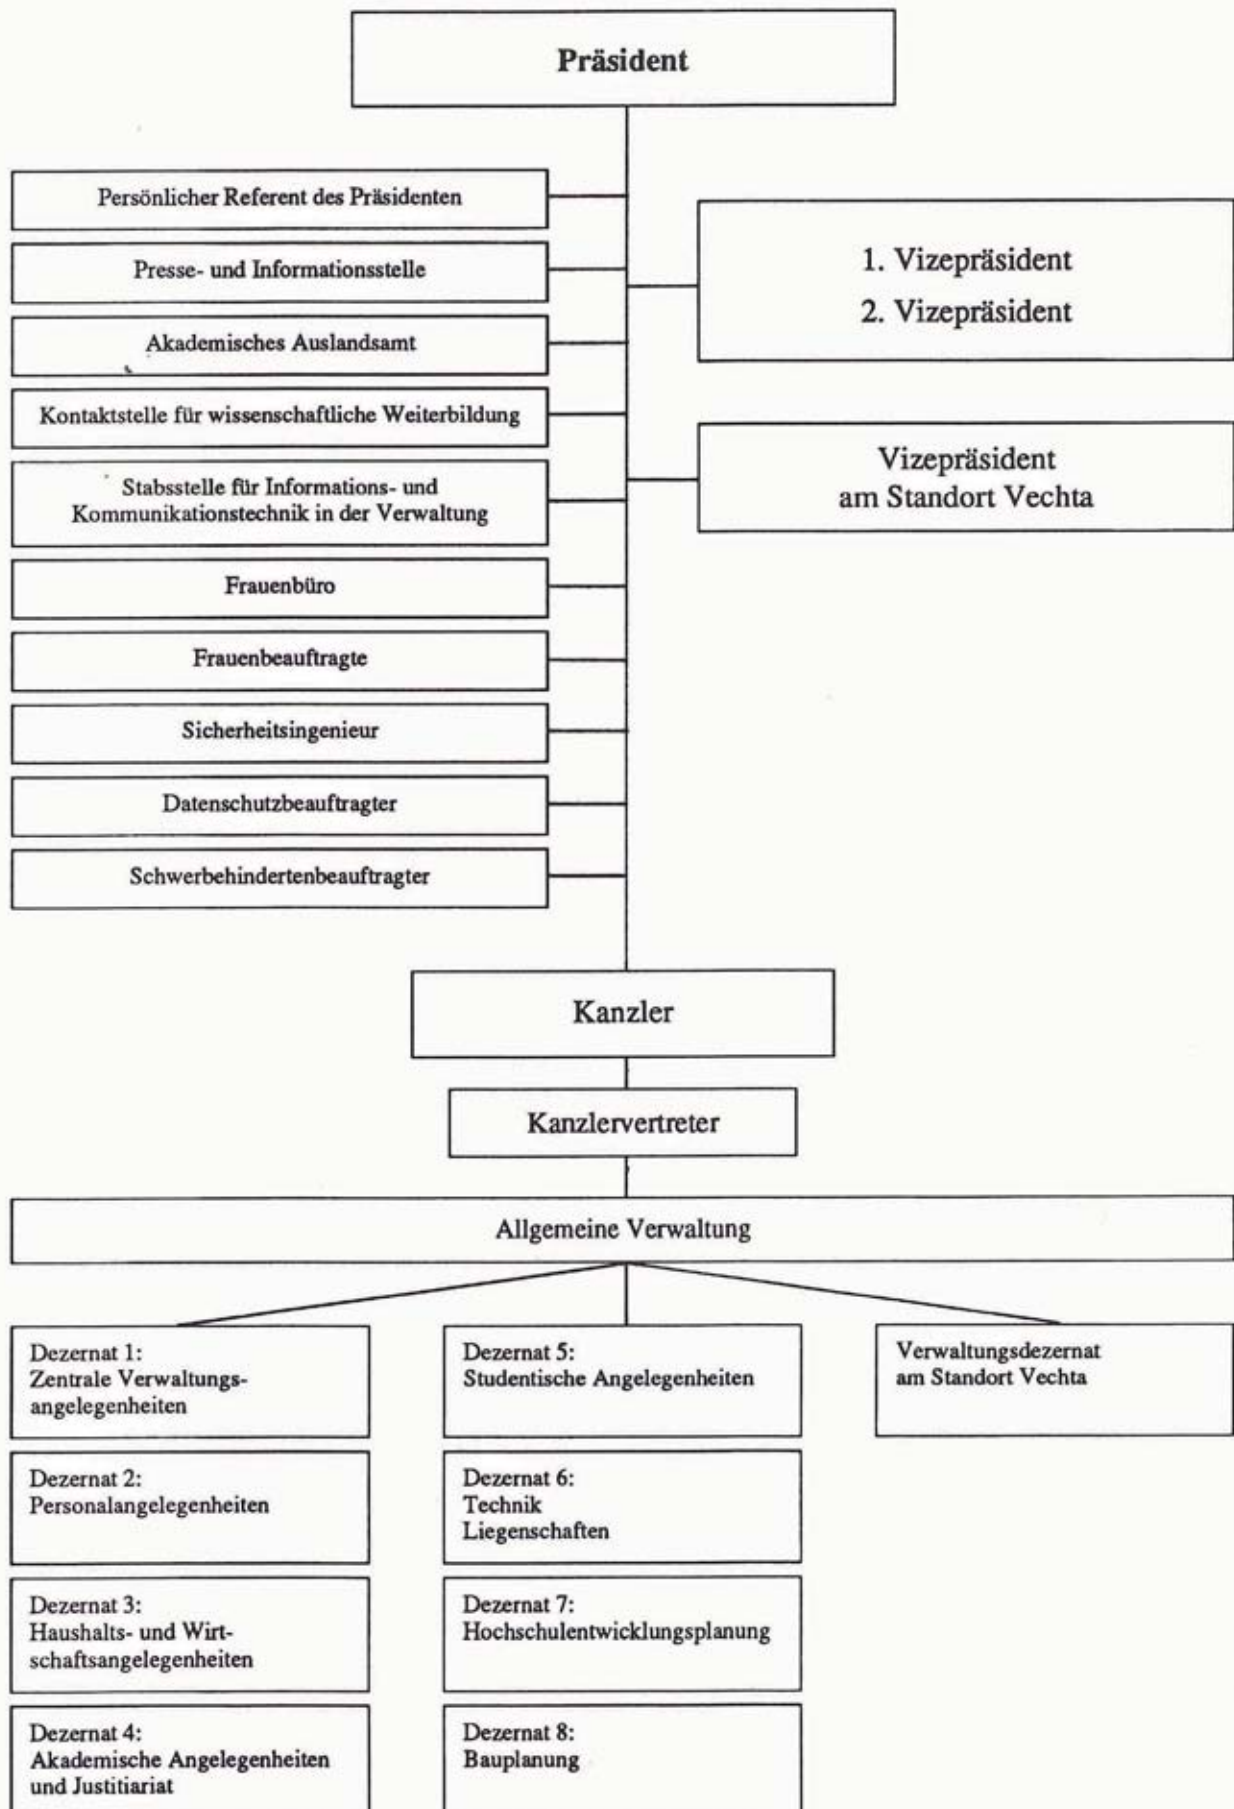 Präsident
Persönlicher Referent des Präsidenten
Presse- und Informationsstelle
Akademisches Auslandsamt
Kontaktstelle für wissenschaftliche Weiterbildung
Stabsstelle für Informations- und
Kommunikationstechnik in der Verwaltung
Frauenbüro
Frauenbeauftragte
Sicherheitsingenieur
Datenschutzbeauftragter
Schwerbehindertenbeauftragter
1. Vizepräsident
2. Vizepräsident
Vizepräsident
am Standort Vechta
Kanzler
Kanzlervertreter
Allgemeine Verwaltung
Dezernat 1:
Zentrale Verwaltungs-
angelegenheiten
Dezernat 2:
Personalangelegenheiten
Dezernat 3:
Haushalts- und Wirt-
schaftsangelegenheiten
Dezernat 4:
Akademische Angelegenheiten
und Justitiariat
Dezernat 5:
Studentische Angelegenheiten
Dezernat 6:
Technik
Liegenschaften
Dezernat 7:
Hochschulentwicklungsplanung
Dezernat 8:
Bauplanung
Verwaltungsdezernat
am Standort Vechta